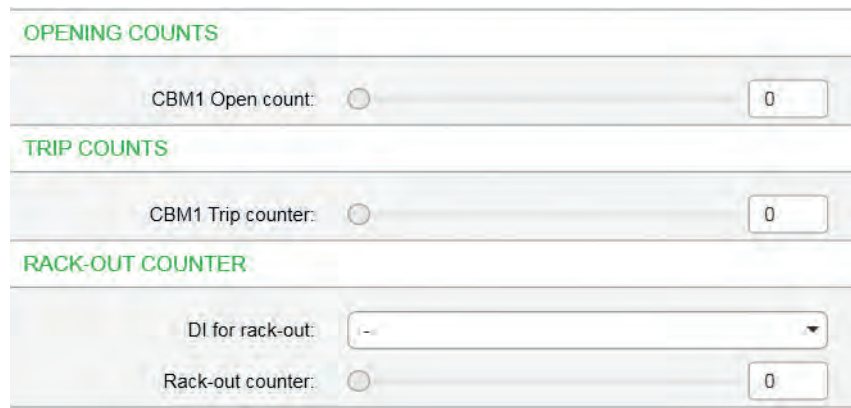 OPENING COUNTS
CBM1 Open count: 0
TRIP COUNTS
CBM1 Trip counter: 0
RACK-OUT COUNTER
DI for rack-out: -
Rack-out counter: 0